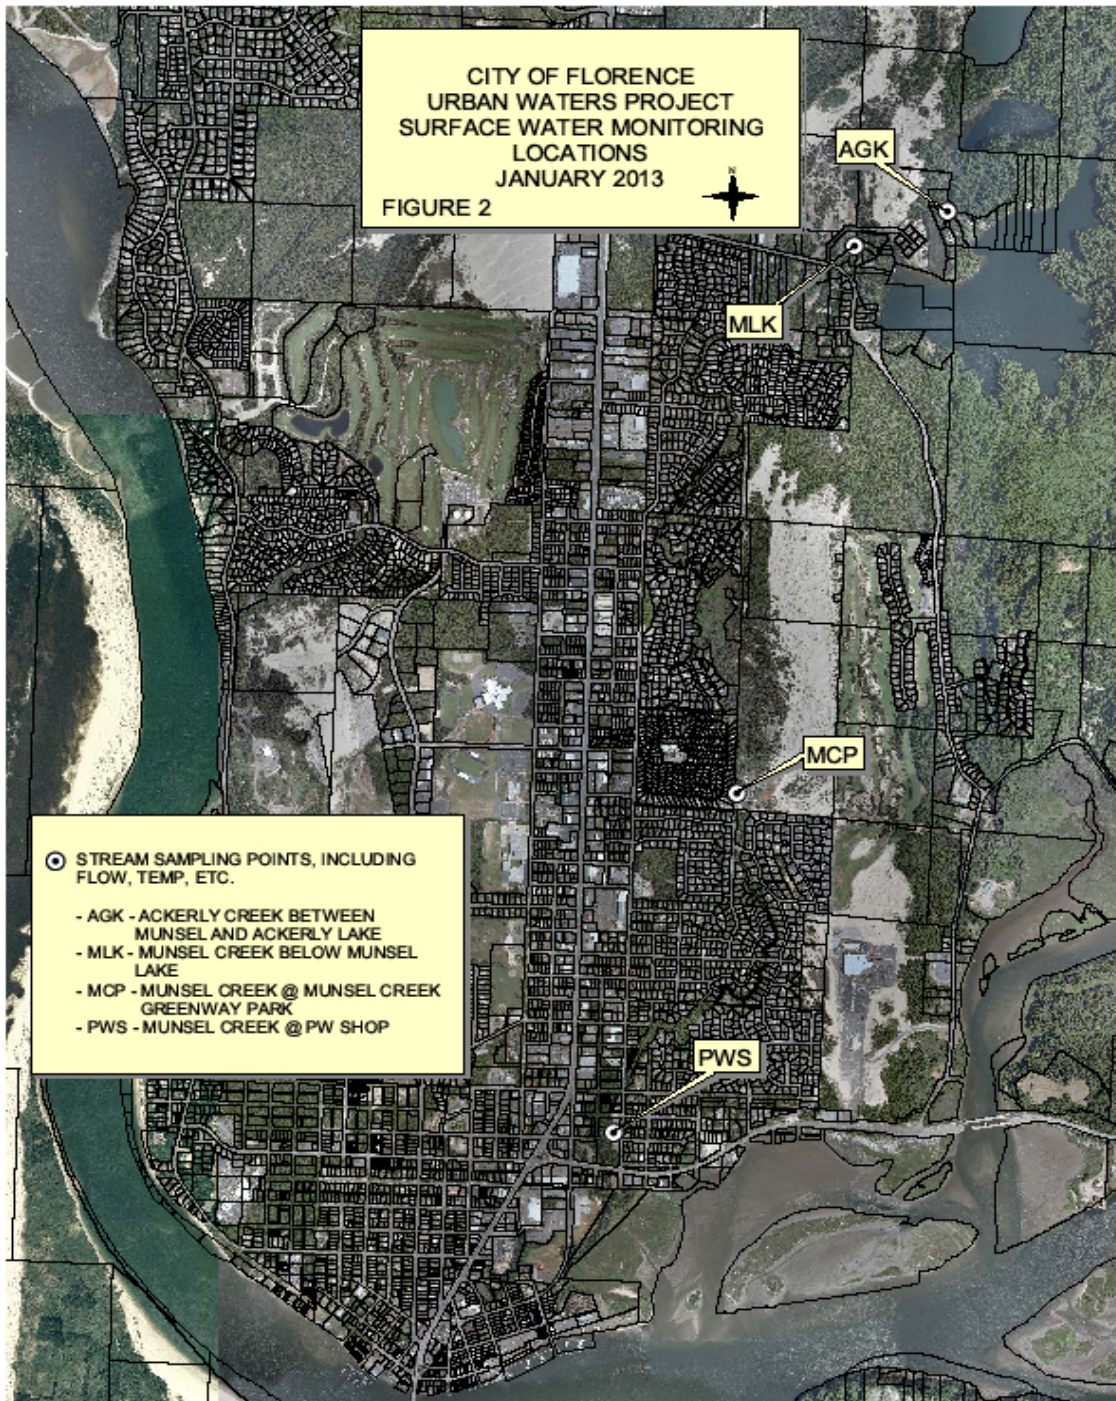 CITY OF FLORENCE
URBAN WATERS PROJECT
SURFACE WATER MONITORING
LOCATIONS
JANUARY 2013
FIGURE 2
N
AGK
MLK
MCP
STREAM SAMPLING POINTS, INCLUDING
FLOW, TEMP, ETC.
- AGK - ACKERLY CREEK BETWEEN
MUNSEL AND ACKERLY LAKE
- MLK - MUNSEL CREEK BELOW MUNSEL
LAKE
- MCP - MUNSEL CREEK @ MUNSEL CREEK
GREENWAY PARK
- PWS - MUNSEL CREEK @ PW SHOP
PWS